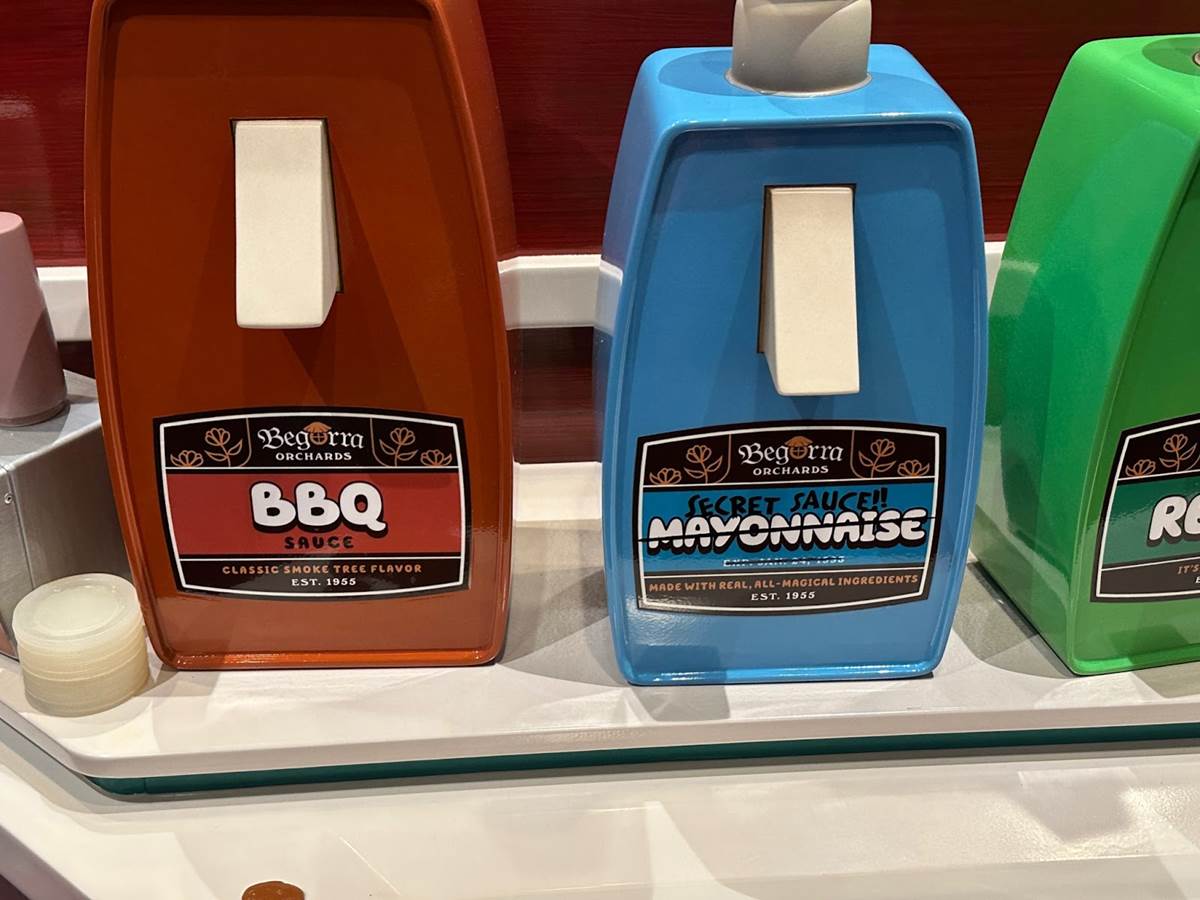 Begorra
ORCHARDS
BBQ
SAUCE
CLASSIC SMOKE TREE FLAVOR
EST. 1955
Begorra
ORCHARDS
SECRET SAUCE!!
MAYONNAISE
MADE WITH REAL, ALL-MAGICAL INGREDIENTS
EST. 1955
IT'S